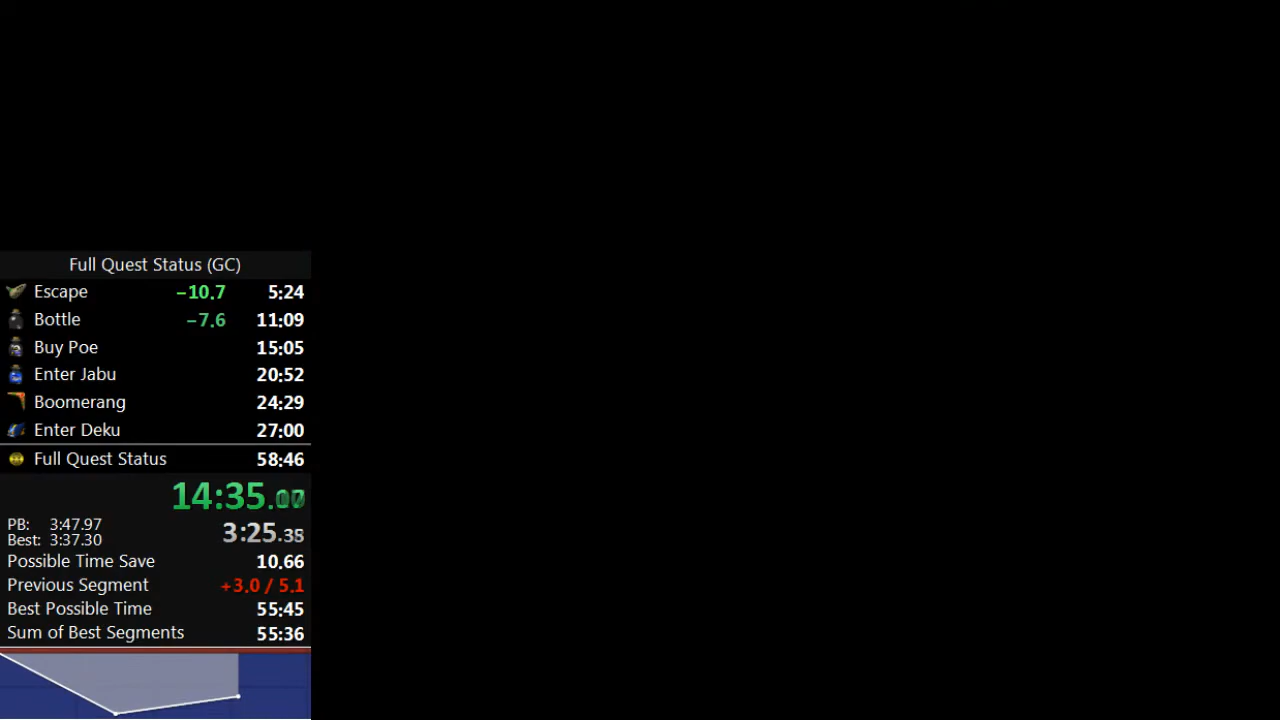 Full Quest Status (GC)
Escape −10.7 5:24
Bottle −7.6 11:09
Buy Poe 15:05
Enter Jabu 20:52
Boomerang 24:29
Enter Deku 27:00
Full Quest Status 58:46
14:35
PB: 3:47.97
Best: 3:37.30
3:25.35
Possible Time Save 10.66
Previous Segment +3.0 / 5.1
Best Possible Time 55:45
Sum of Best Segments 55:36